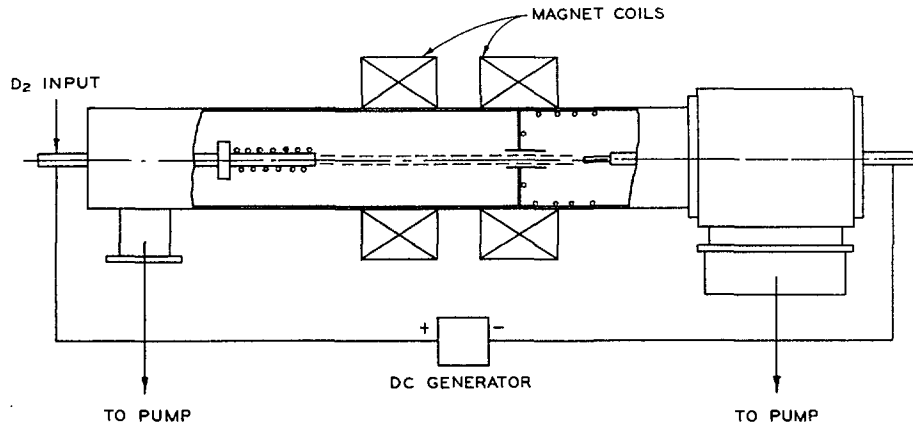 MAGNET COILS
D₂ INPUT
+ −
DC GENERATOR
TO PUMP
TO PUMP